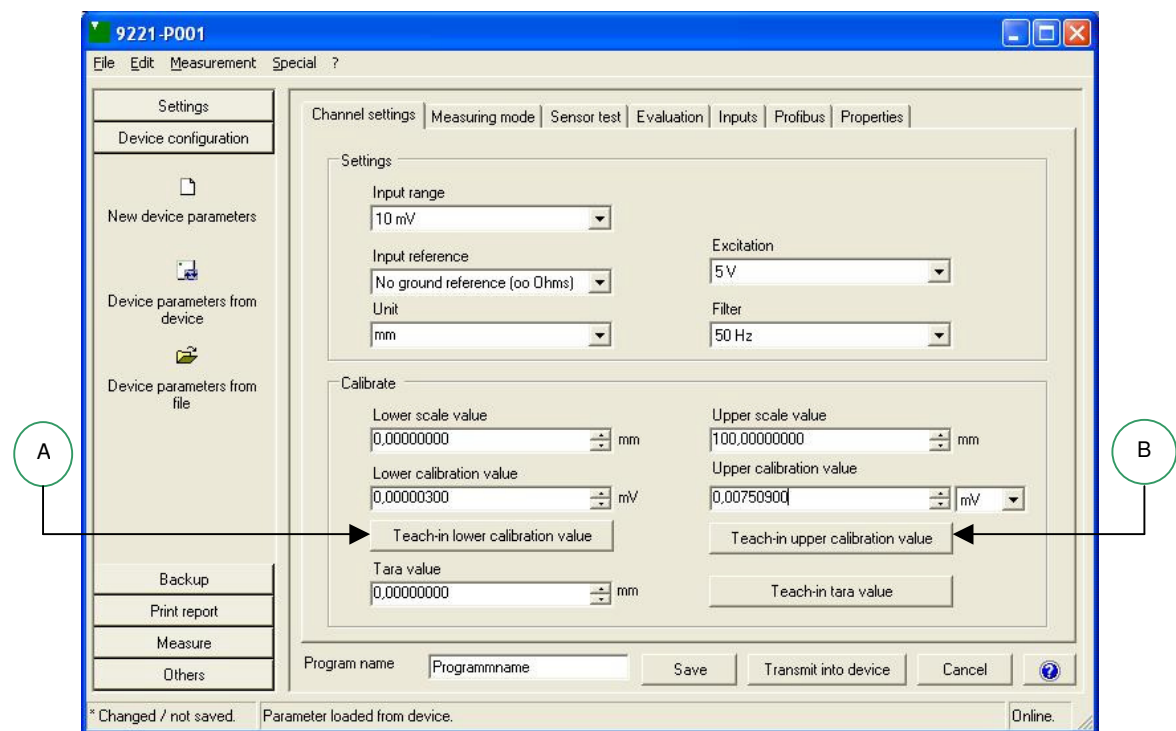 9221-P001
File Edit Measurement Special ?
Settings
Device configuration
New device parameters
Device parameters from
device
Device parameters from
file
Backup
Print report
Measure
Others
Channel settings Measuring mode Sensor test Evaluation Inputs Profibus Properties
Settings
Input range
10 mV
Input reference
No ground reference (oo Ohms)
Excitation
5 V
Unit
mm
Filter
50 Hz
Calibrate
Lower scale value
0,00000000 mm
Upper scale value
100,00000000 mm
Lower calibration value
0,00000300 mV
Upper calibration value
0,00750900 mV
Teach-in lower calibration value
Teach-in upper calibration value
Tara value
0,00000000 mm
Teach-in tara value
Program name Programmname Save Transmit into device Cancel ?
* Changed / not saved. Parameter loaded from device. Online.
A
B